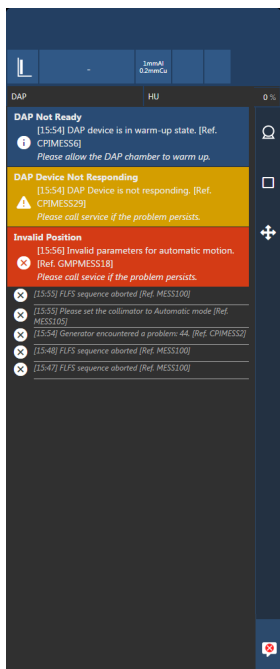 1mmAl
0.2mmCu
-
DAP
HU
0 %
DAP Not Ready
[15:54] DAP device is in warm-up state. [Ref.
CPIMESS6]
Please allow the DAP chamber to warm up.
DAP Device Not Responding
[15:54] DAP Device is not responding. [Ref.
CPIMESS29]
Please call service if the problem persists.
Invalid Position
[15:56] Invalid parameters for automatic motion.
[Ref. GMPMESS18]
Please call sevice if the problem persists.
[15:55] FLFS sequence aborted [Ref. MESS100]
[15:55] Please set the collimator to Automatic mode [Ref.
MESS105]
[15:54] Generator encountered a problem: 44. [Ref. CPIMESS2]
[15:48] FLFS sequence aborted [Ref. MESS100]
[15:47] FLFS sequence aborted [Ref. MESS100]